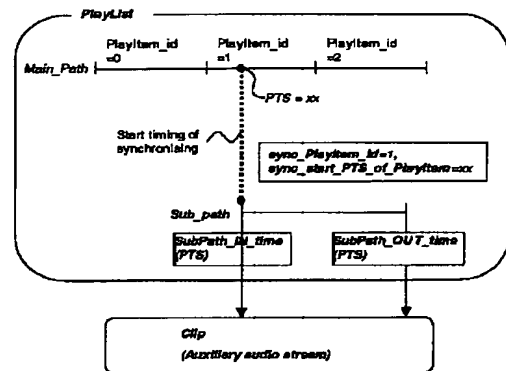 PlayList
PlayItem_id
=0
PlayItem_id
=1
PlayItem_id
=2
Main_Path
PTS = xx
Start timing of
synchronising
sync_PlayItem_id=1,
sync_start_PTS_of_PlayItem=xx
Sub_path
SubPath_IN_time
(PTS)
SubPath_OUT_time
(PTS)
Clip
(Auxiliary audio stream)